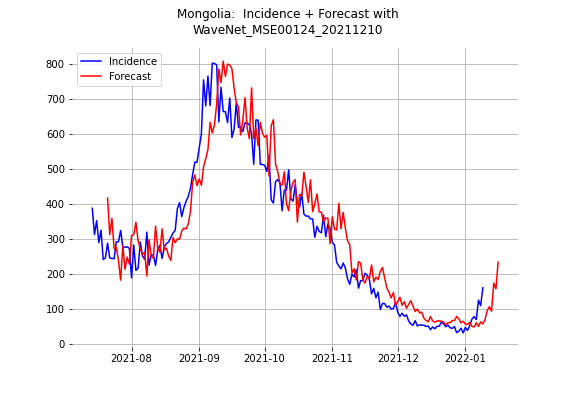 Mongolia:  Incidence + Forecast with
WaveNet_MSE00124_20211210
Incidence
Forecast
800
700
600
500
400
300
200
100
0
2021-08 2021-09 2021-10 2021-11 2021-12 2022-01